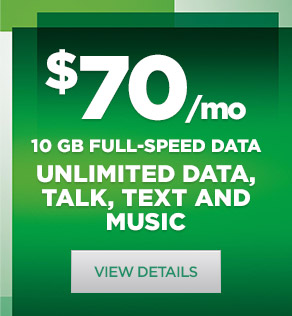 $70/mo
10 GB FULL-SPEED DATA
UNLIMITED DATA,
TALK, TEXT AND
MUSIC
VIEW DETAILS